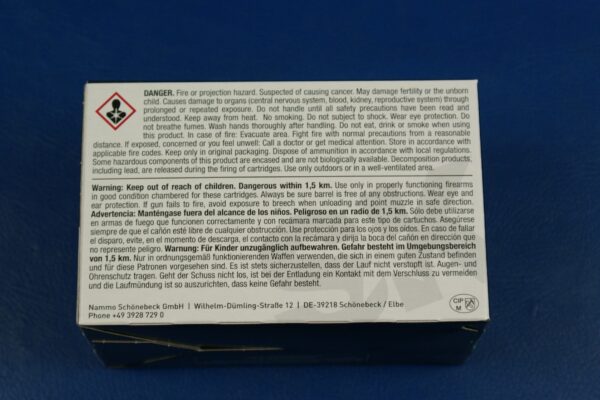 DANGER. Fire or projection hazard. Suspected of causing cancer. May damage fertility or the unborn
child. Causes damage to organs (central nervous system, blood, kidney, reproductive system) through
prolonged or repeated exposure. Do not handle until all safety precautions have been read and
understood. Keep away from heat. No smoking. Do not subject to shock. Wear eye protection. Do
not breathe fumes. Wash hands thoroughly after handling. Do not eat, drink or smoke when using
this product. In case of fire: Evacuate area. Fight fire with normal precautions from a reasonable
distance. If exposed, concerned or you feel unwell: Call a doctor or get medical attention. Store in accordance with
applicable fire codes. Keep only in original packaging. Dispose of ammunition in accordance with local regulations.
Some hazardous components of this product are encased and are not biologically available. Decomposition products,
including lead, are released during the firing of cartridges. Use only outdoors or in a well-ventilated area.
Warning: Keep out of reach of children. Dangerous within 1,5 km. Use only in properly functioning firearms
in good condition chambered for these cartridges. Always be sure barrel is free of any obstructions. Wear eye and
ear protection. If gun fails to fire, avoid exposure to breech when unloading and point muzzle in safe direction.
Advertencia: Manténgase fuera del alcance de los niños. Peligroso en un radio de 1,5 km. Sólo debe utilizarse
en armas de fuego que funcionen correctamente y con recámara marcada para este tipo de cartuchos. Asegúrese
siempre de que el cañón esté libre de cualquier obstrucción. Use protección para los ojos y los oídos. En caso de fallar
el disparo, evite, en el momento de descarga, el contacto con la recámara y dirija la boca del cañón en dirección que
no represente peligro. Warnung: Für Kinder unzugänglich aufbewahren. Gefahr besteht im Umgebungsbereich
von 1,5 km. Nur in ordnungsgemäß funktionierenden Waffen verwenden, die sich in einem guten Zustand befinden
und für diese Patronen vorgesehen sind. Es ist stets sicherzustellen, dass der Lauf nicht verstopft ist. Augen- und
Ohrenschutz tragen. Geht der Schuss nicht los, ist bei der Entladung ein Kontakt mit dem Verschluss zu vermeiden
und die Laufmündung ist so auszurichten, dass keine Gefahr besteht.
Nammo Schönebeck GmbH | Wilhelm-Dümling-Straße 12 | DE-39218 Schönebeck / Elbe
Phone +49 3928 729 0
CIP
M